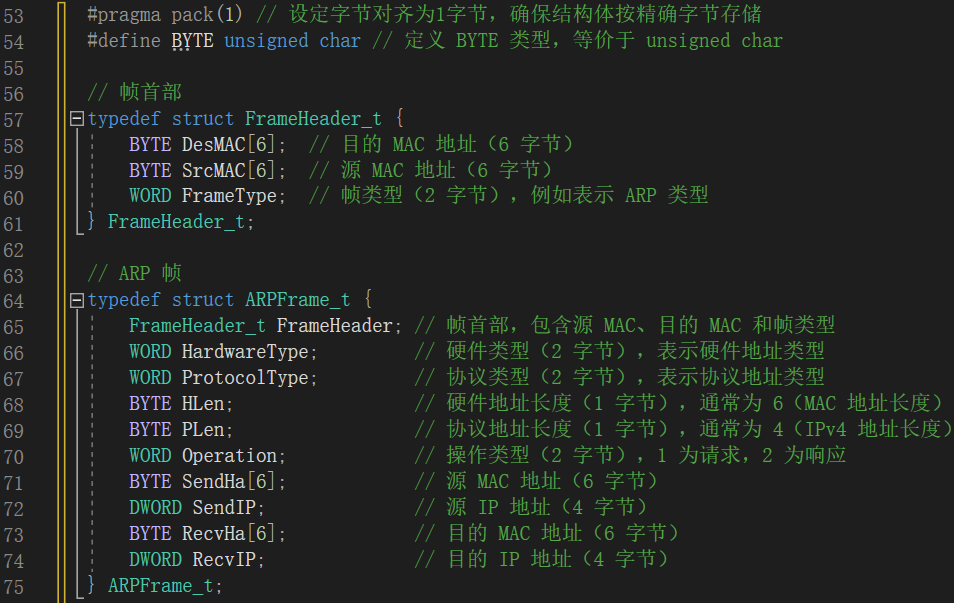 53 #pragma pack(1) // 设定字节对齐为1字节，确保结构体按精确字节存储
54 #define BYTE unsigned char // 定义 BYTE 类型，等价于 unsigned char
55
56 // 帧首部
57 typedef struct FrameHeader_t {
58 BYTE DesMAC[6]; // 目的 MAC 地址（6 字节）
59 BYTE SrcMAC[6]; // 源 MAC 地址（6 字节）
60 WORD FrameType; // 帧类型（2 字节），例如表示 ARP 类型
61 } FrameHeader_t;
62
63 // ARP 帧
64 typedef struct ARPFrame_t {
65 FrameHeader_t FrameHeader; // 帧首部，包含源 MAC、目的 MAC 和帧类型
66 WORD HardwareType; // 硬件类型（2 字节），表示硬件地址类型
67 WORD ProtocolType; // 协议类型（2 字节），表示协议地址类型
68 BYTE HLen; // 硬件地址长度（1 字节），通常为 6（MAC 地址长度）
69 BYTE PLen; // 协议地址长度（1 字节），通常为 4（IPv4 地址长度）
70 WORD Operation; // 操作类型（2 字节），1 为请求，2 为响应
71 BYTE SendHa[6]; // 源 MAC 地址（6 字节）
72 DWORD SendIP; // 源 IP 地址（4 字节）
73 BYTE RecvHa[6]; // 目的 MAC 地址（6 字节）
74 DWORD RecvIP; // 目的 IP 地址（4 字节）
75 } ARPFrame_t;